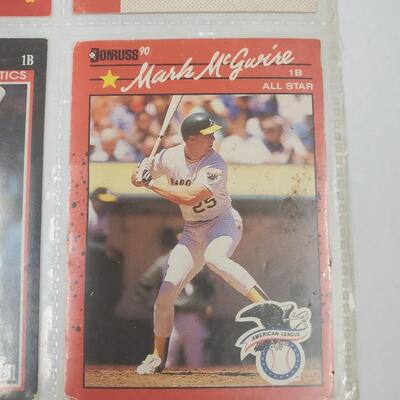 1B
TICS
DONRUSS 90
Mark McGwire
1B
ALL STAR
25
AMERICAN LEAGUE